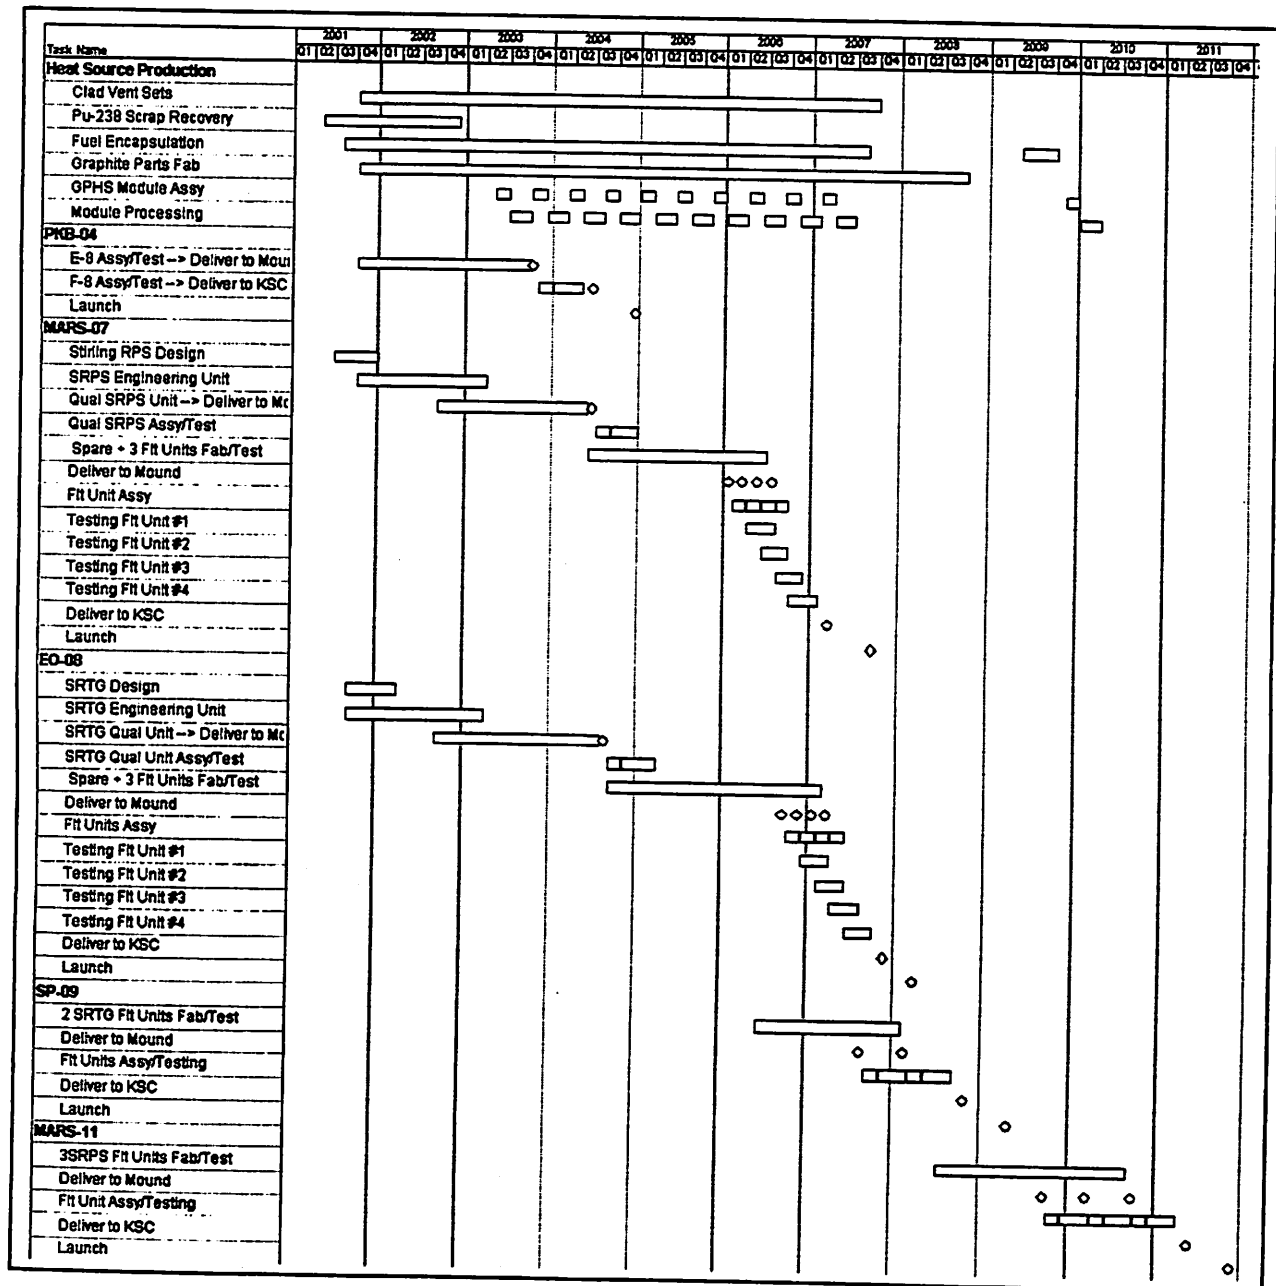 2001 2002 2003 2004 2005 2006 2007 2008 2009 2010 2011
Task Name Q1 Q2 Q3 Q4 Q1 Q2 Q3 Q4 Q1 Q2 Q3 Q4 Q1 Q2 Q3 Q4 Q1 Q2 Q3 Q4 Q1 Q2 Q3 Q4 Q1 Q2 Q3 Q4 Q1 Q2 Q3 Q4 Q1 Q2 Q3 Q4 Q1 Q2 Q3 Q4 Q1 Q2 Q3 Q4
Heat Source Production
Clad Vent Sets
Pu-238 Scrap Recovery
Fuel Encapsulation
Graphite Parts Fab
GPHS Module Assy
Module Processing
PKB-04
E-8 Assy/Test --> Deliver to Mou
F-8 Assy/Test --> Deliver to KSC
Launch
MARS-07
Stirling RPS Design
SRPS Engineering Unit
Qual SRPS Unit --> Deliver to Mo
Qual SRPS Assy/Test
Spare + 3 Flt Units Fab/Test
Deliver to Mound
Flt Unit Assy
Testing Flt Unit #1
Testing Flt Unit #2
Testing Flt Unit #3
Testing Flt Unit #4
Deliver to KSC
Launch
EO-08
SRTG Design
SRTG Engineering Unit
SRTG Qual Unit --> Deliver to Mo
SRTG Qual Unit Assy/Test
Spare + 3 Flt Units Fab/Test
Deliver to Mound
Flt Units Assy
Testing Flt Unit #1
Testing Flt Unit #2
Testing Flt Unit #3
Testing Flt Unit #4
Deliver to KSC
Launch
SP-09
2 SRTG Flt Units Fab/Test
Deliver to Mound
Flt Units Assy/Testing
Deliver to KSC
Launch
MARS-11
3SRPS Flt Units Fab/Test
Deliver to Mound
Flt Unit Assy/Testing
Deliver to KSC
Launch